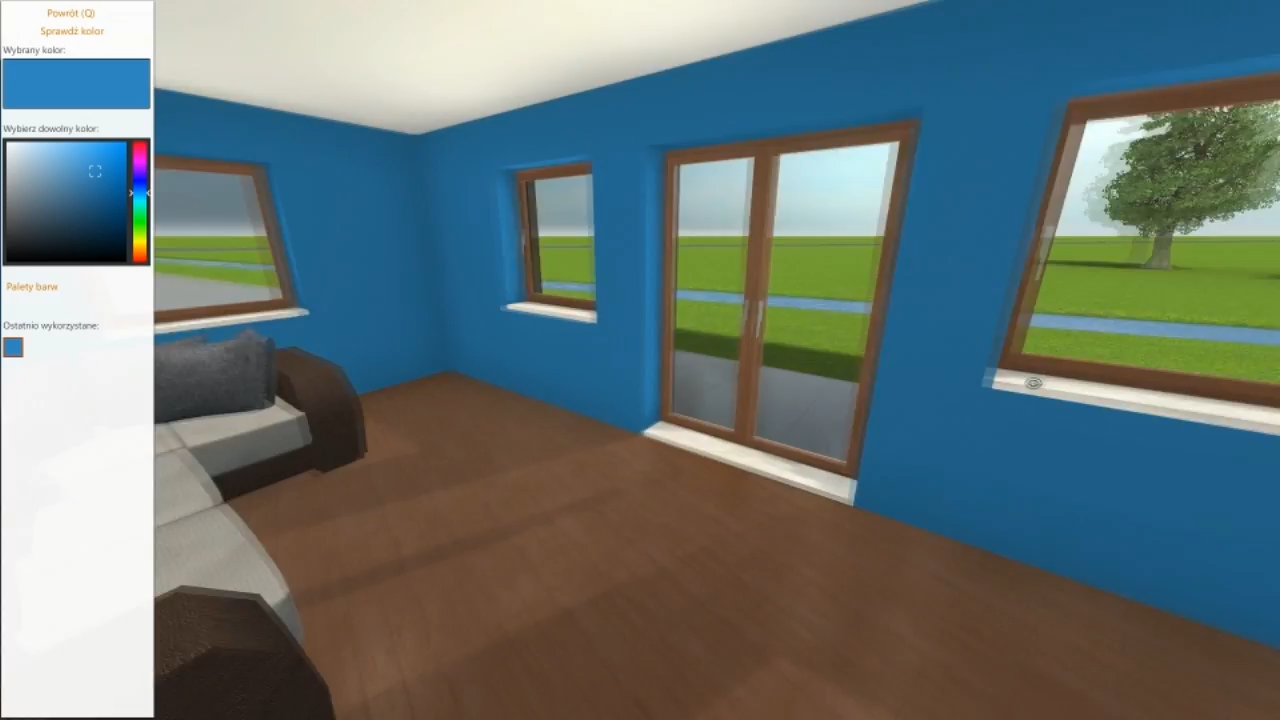 Powrót (Q)
Sprawdź kolor
Wybrany kolor:
Wybierz dowolny kolor:
Palety barw
Ostatnio wykorzystane: